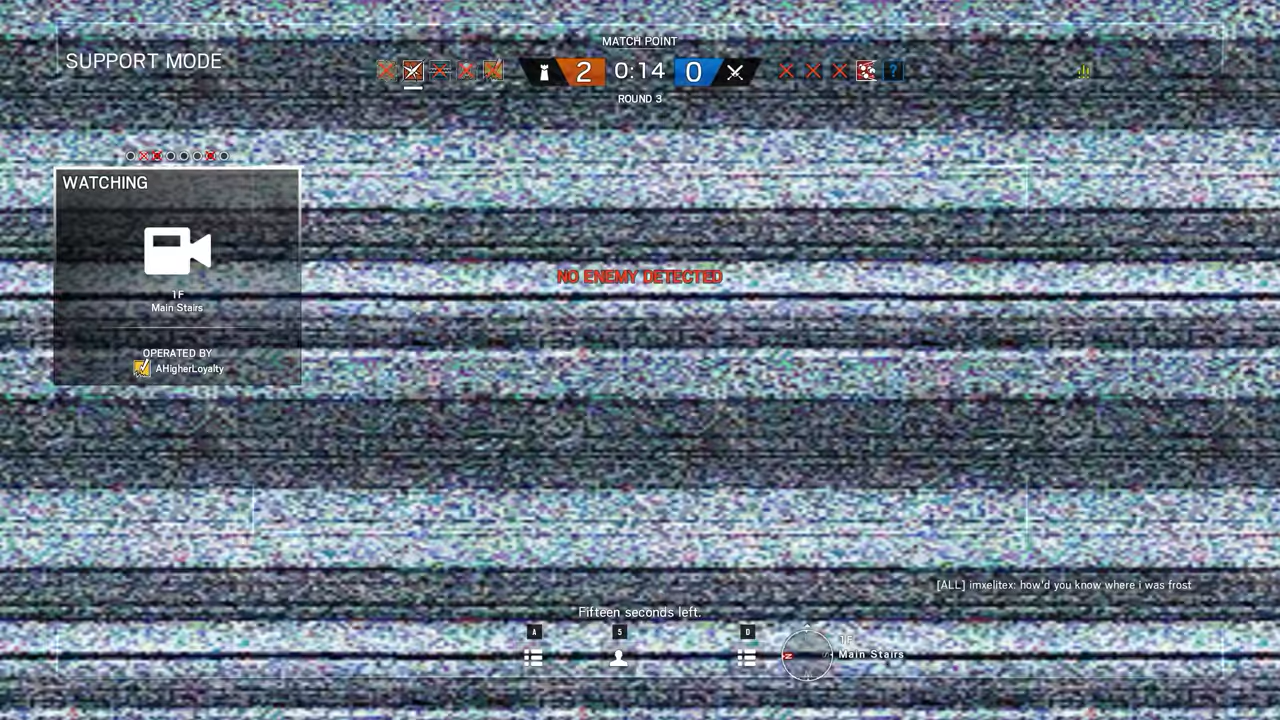 MATCH POINT
SUPPORT MODE
2 0:14 0
?
ROUND 3
WATCHING
NO ENEMY DETECTED
1F
Main Stairs
OPERATED BY
AHigherLoyalty
[ALL] imxelitex: how'd you know where i was frost
Fifteen seconds left.
A S D
1F
N
Main Stairs